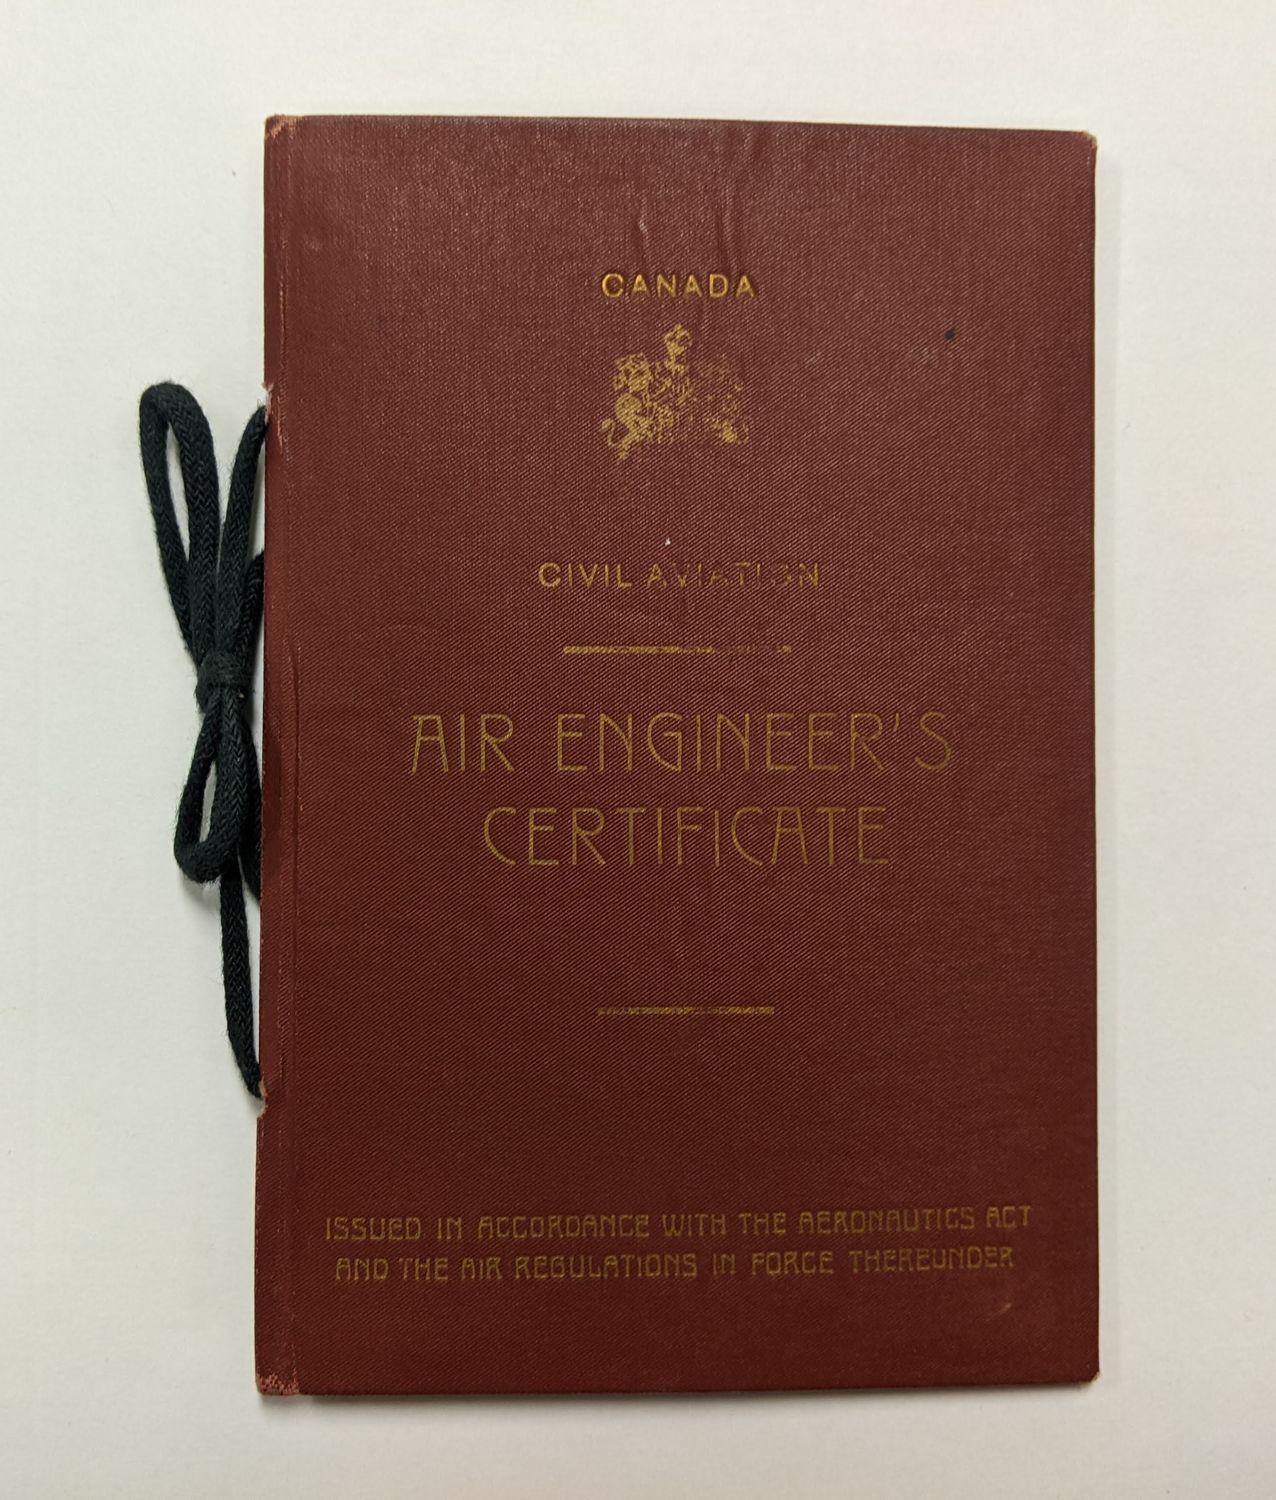 CANADA
CIVIL AVIATION
AIR ENGINEER'S
CERTIFICATE
ISSUED IN ACCORDANCE WITH THE AERONAUTICS ACT
AND THE AIR REGULATIONS IN FORCE THEREUNDER